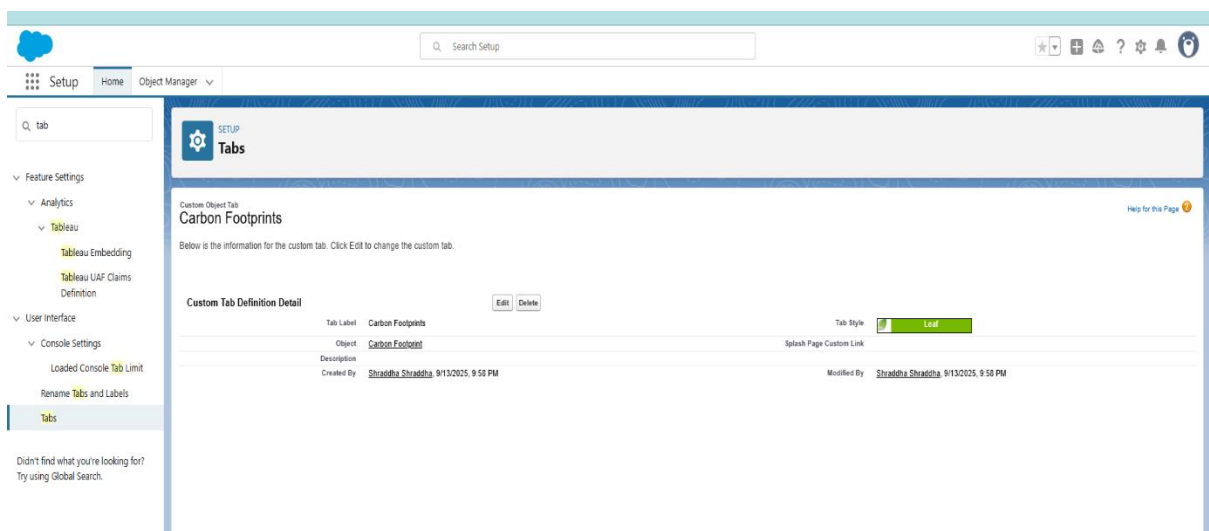 Search Setup
Setup Home Object Manager
tab
SETUP
Tabs
Feature Settings
Analytics
Tableau
Tableau Embedding
Tableau UAF Claims
Definition
User Interface
Console Settings
Loaded Console Tab Limit
Rename Tabs and Labels
Tabs
Didn't find what you're looking for?
Try using Global Search.
Custom Object Tab
Carbon Footprints
Help for this Page
Below is the information for the custom tab. Click Edit to change the custom tab.
Custom Tab Definition Detail Edit Delete
Tab Label Carbon Footprints Tab Style Leaf
Object Carbon Footprint Splash Page Custom Link
Description
Created By Shraddha Shraddha, 9/13/2025, 9:58 PM Modified By Shraddha Shraddha, 9/13/2025, 9:58 PM